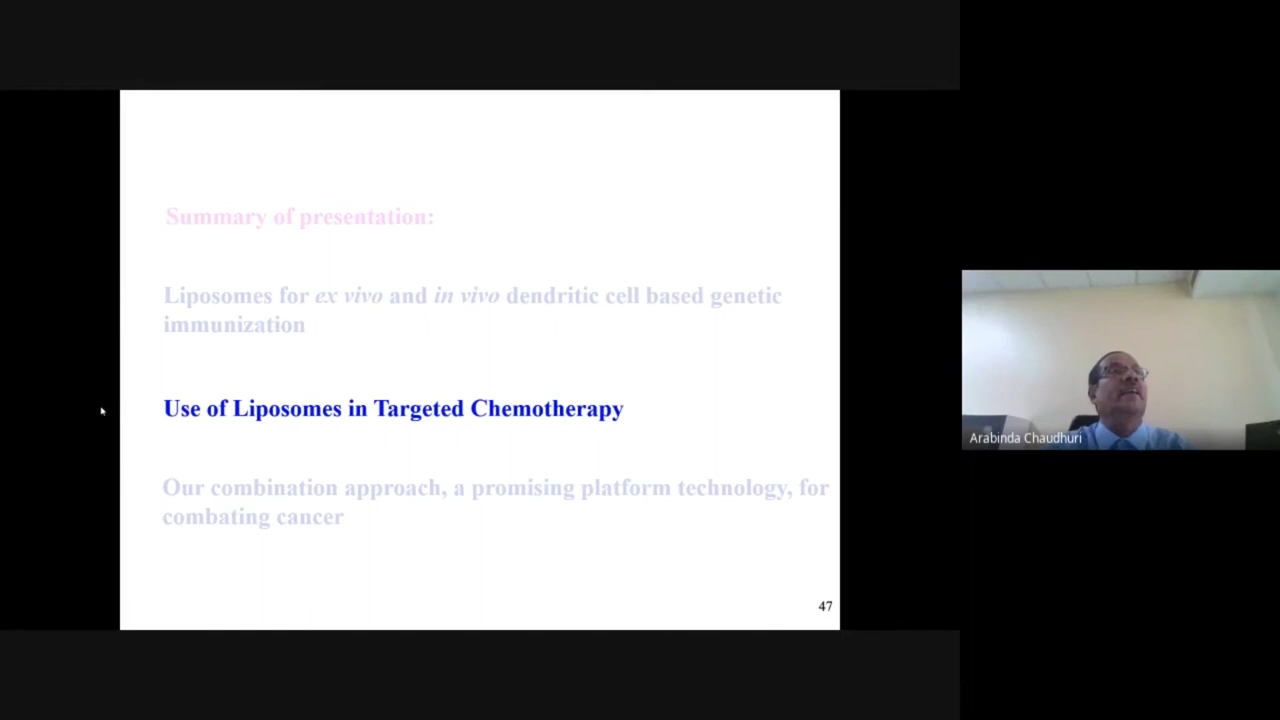 Summary of presentation:
Liposomes for ex vivo and in vivo dendritic cell based genetic
immunization
Use of Liposomes in Targeted Chemotherapy
Our combination approach, a promising platform technology, for
combating cancer
47
Arabinda Chaudhuri